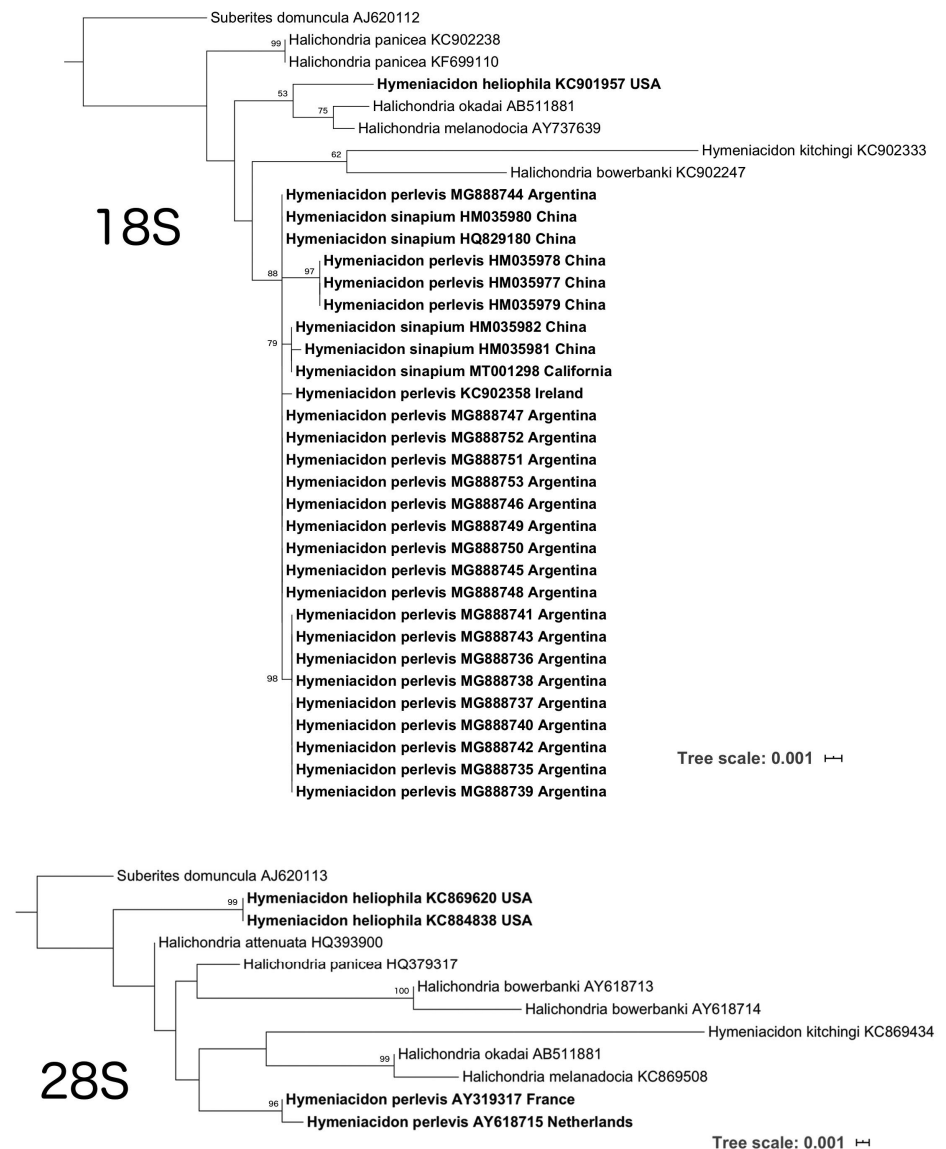 Suberites domuncula AJ620112
99
Halichondria panicea KC902238
Halichondria panicea KF699110
53
Hymeniacidon heliophila KC901957 USA
75
Halichondria okadai AB511881
Halichondria melanodocia AY737639
62
Hymeniacidon kitchingi KC902333
Halichondria bowerbanki KC902247
18S
Hymeniacidon perlevis MG888744 Argentina
Hymeniacidon sinapium HM035980 China
Hymeniacidon sinapium HQ829180 China
88
97
Hymeniacidon perlevis HM035978 China
Hymeniacidon perlevis HM035977 China
Hymeniacidon perlevis HM035979 China
79
Hymeniacidon sinapium HM035982 China
Hymeniacidon sinapium HM035981 China
Hymeniacidon sinapium MT001298 California
Hymeniacidon perlevis KC902358 Ireland
Hymeniacidon perlevis MG888747 Argentina
Hymeniacidon perlevis MG888752 Argentina
Hymeniacidon perlevis MG888751 Argentina
Hymeniacidon perlevis MG888753 Argentina
Hymeniacidon perlevis MG888746 Argentina
Hymeniacidon perlevis MG888749 Argentina
Hymeniacidon perlevis MG888750 Argentina
Hymeniacidon perlevis MG888745 Argentina
Hymeniacidon perlevis MG888748 Argentina
98
Hymeniacidon perlevis MG888741 Argentina
Hymeniacidon perlevis MG888743 Argentina
Hymeniacidon perlevis MG888736 Argentina
Hymeniacidon perlevis MG888738 Argentina
Hymeniacidon perlevis MG888737 Argentina
Hymeniacidon perlevis MG888740 Argentina
Hymeniacidon perlevis MG888742 Argentina
Hymeniacidon perlevis MG888735 Argentina
Hymeniacidon perlevis MG888739 Argentina
Tree scale: 0.001
Suberites domuncula AJ620113
99
Hymeniacidon heliophila KC869620 USA
Hymeniacidon heliophila KC884838 USA
Halichondria attenuata HQ393900
Halichondria panicea HQ379317
100
Halichondria bowerbanki AY618713
Halichondria bowerbanki AY618714
Hymeniacidon kitchingi KC869434
99
Halichondria okadai AB511881
Halichondria melanadocia KC869508
28S
96
Hymeniacidon perlevis AY319317 France
Hymeniacidon perlevis AY618715 Netherlands
Tree scale: 0.001